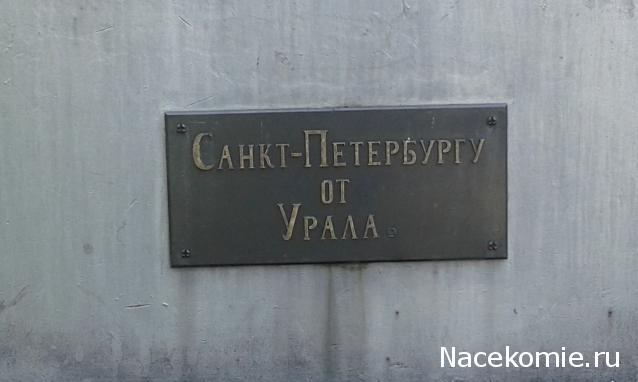 Санкт-Петербургу
от
Урала
Nacekomie.ru